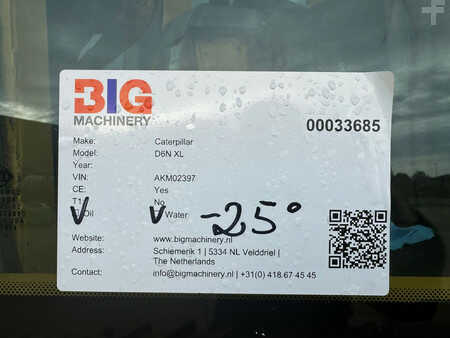 BIG
MACHINERY
00033685
Make: Caterpillar
Model: D6N XL
Year:
VIN: AKM02397
CE: Yes
T1 No
Oil Water -25°
Website: www.bigmachinery.nl
Address: Schiemerik 1 | 5334 NL Velddriel |
The Netherlands
Contact: info@bigmachinery.nl | +31(0) 418 67 45 45